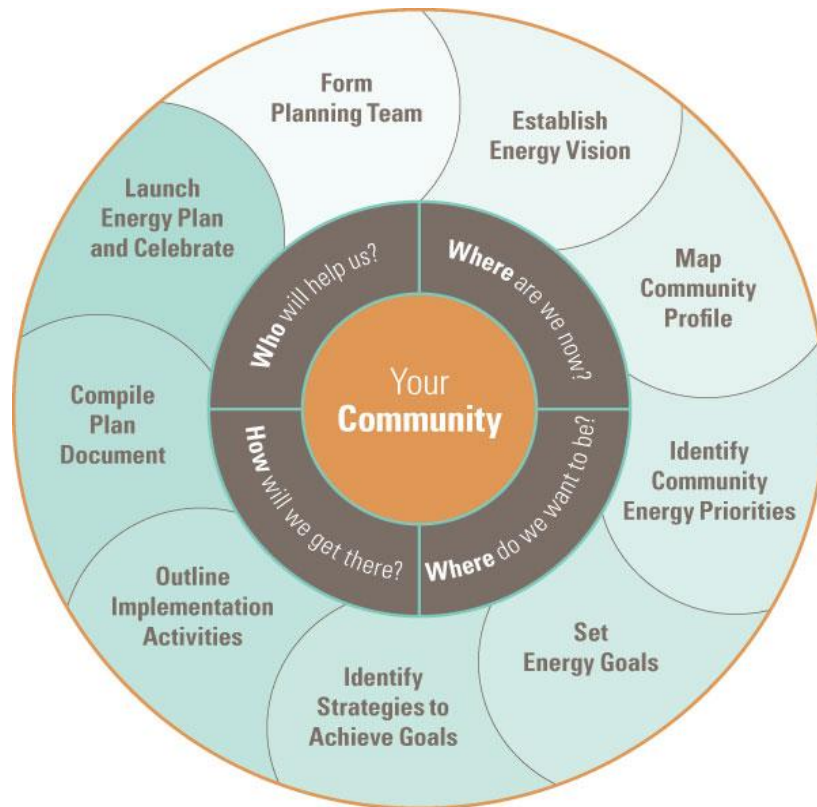 Form
Planning Team
Establish
Energy Vision
Map
Community
Profile
Identify
Community
Energy Priorities
Set
Energy Goals
Identify
Strategies to
Achieve Goals
Outline
Implementation
Activities
Compile
Plan
Document
Launch
Energy Plan
and Celebrate
Who will help us?
Where are we now?
Where do we want to be?
How will we get there?
Your
Community